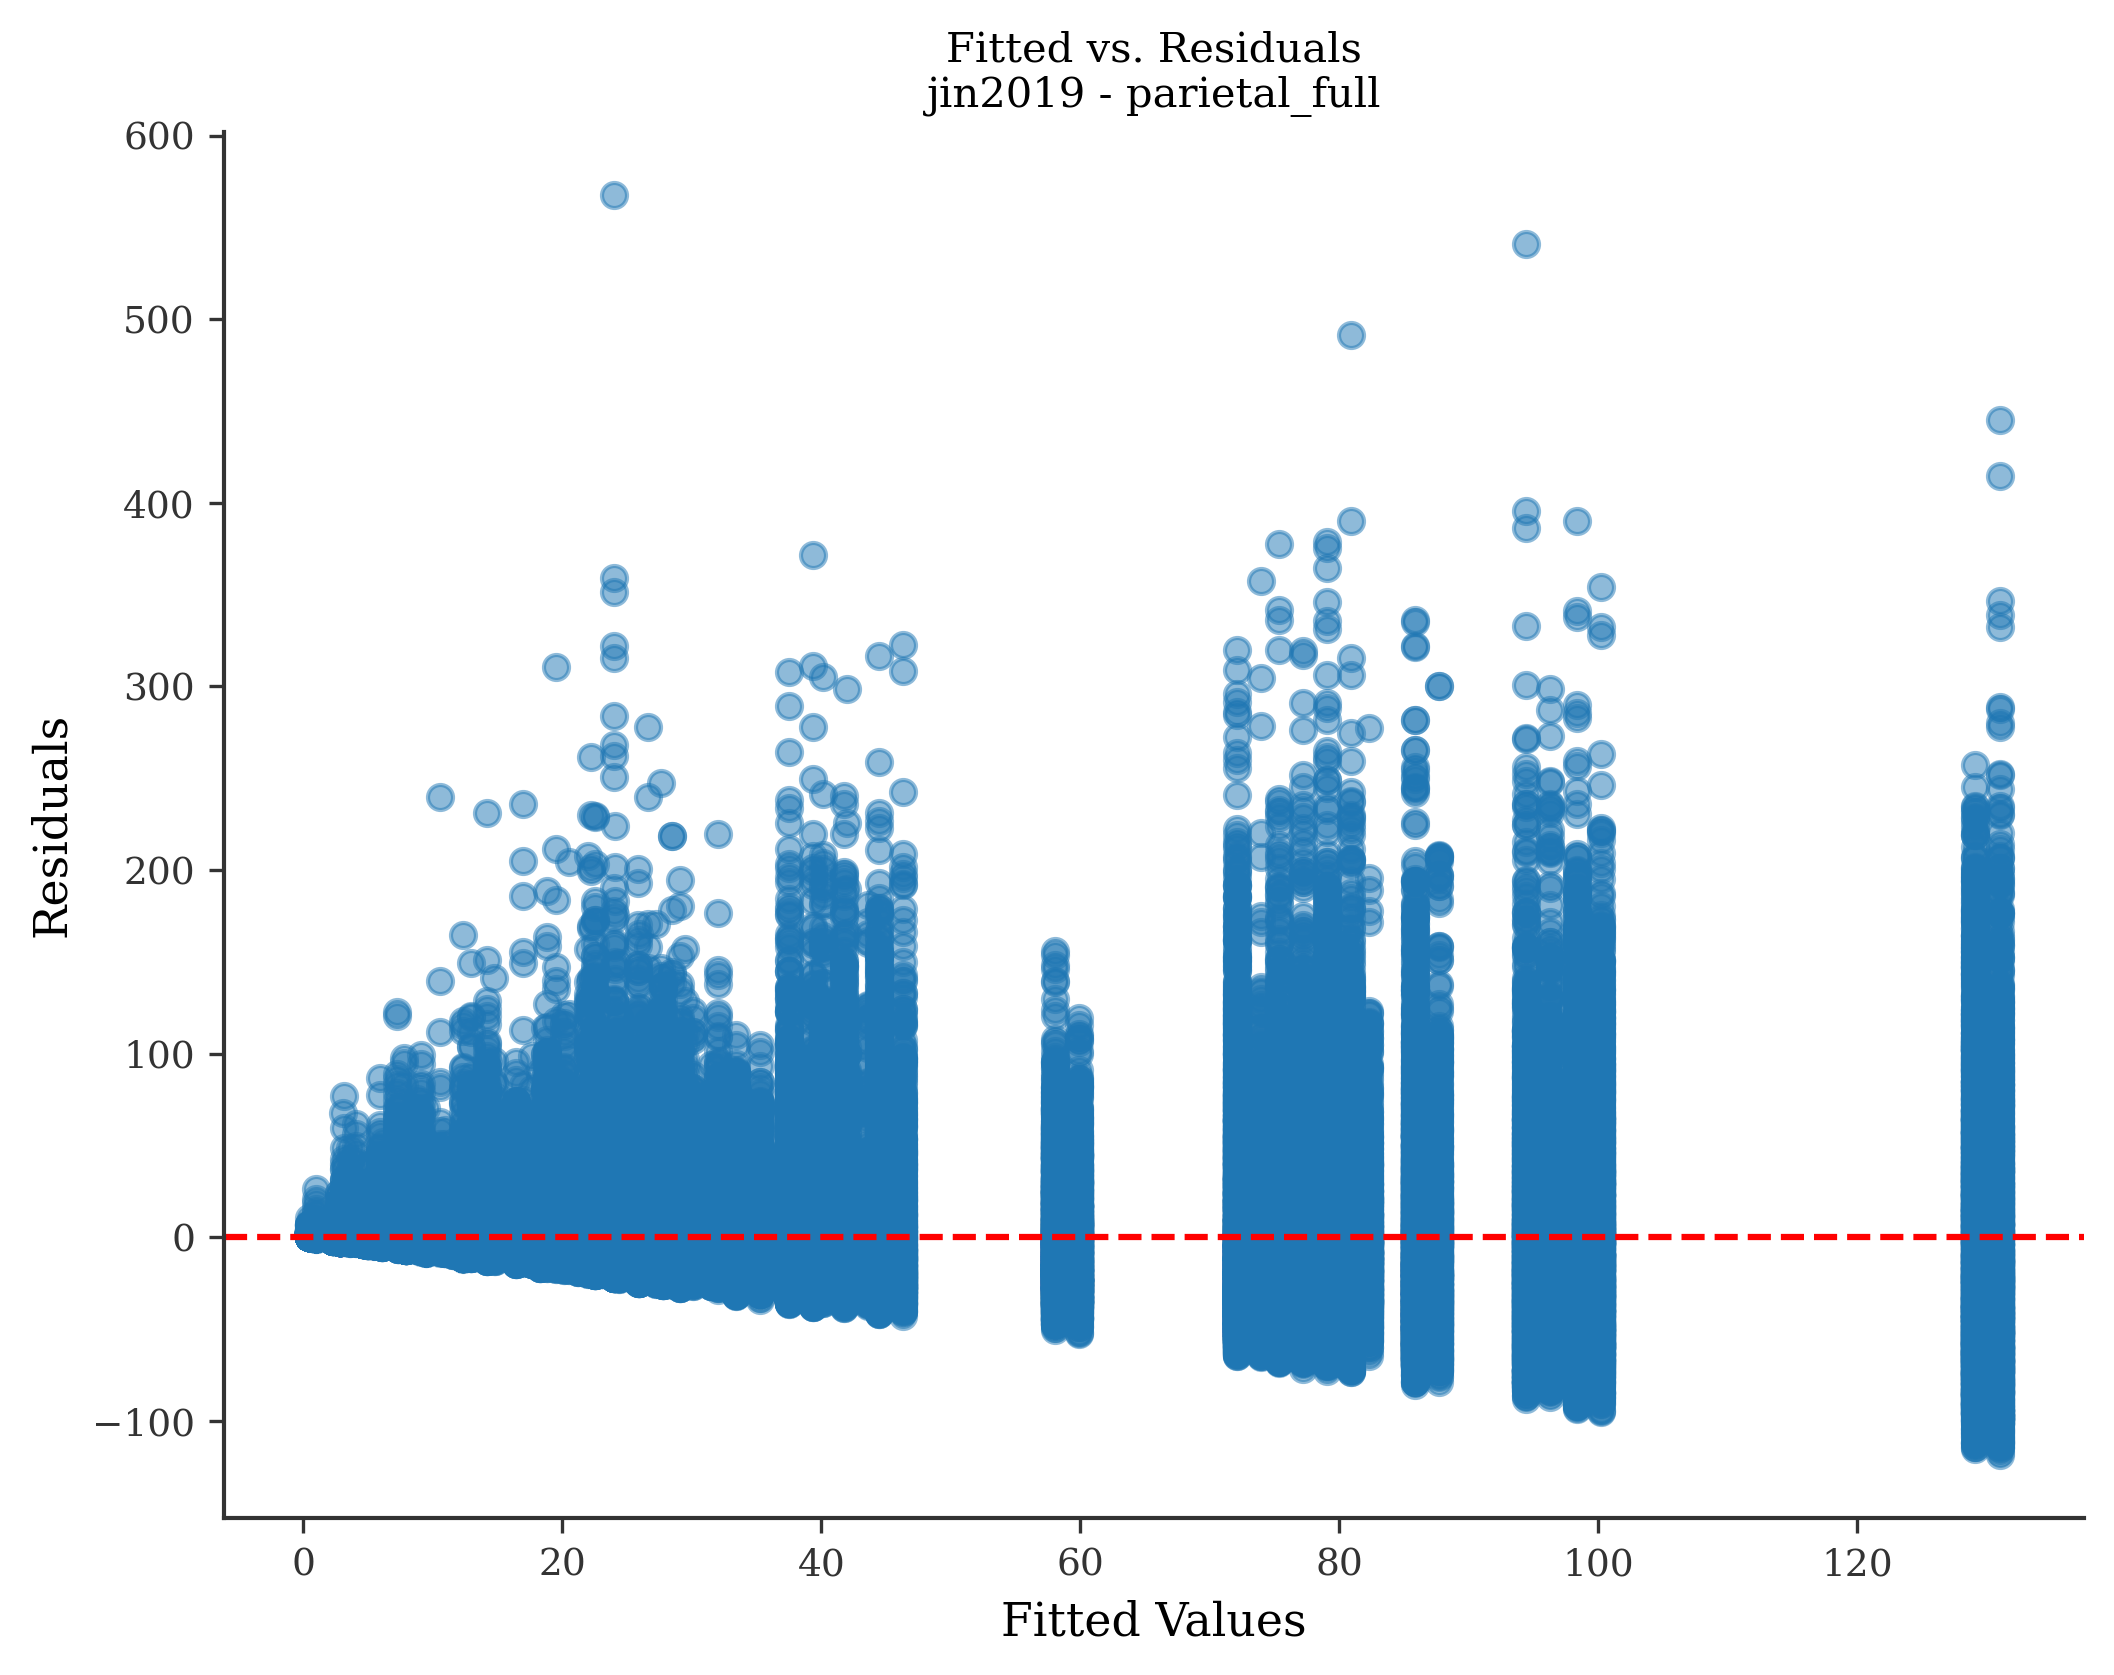 Fitted vs. Residuals
jin2019 - parietal_full
600
500
400
300
200
100
0
−100
Residuals
0 20 40 60 80 100 120
Fitted Values